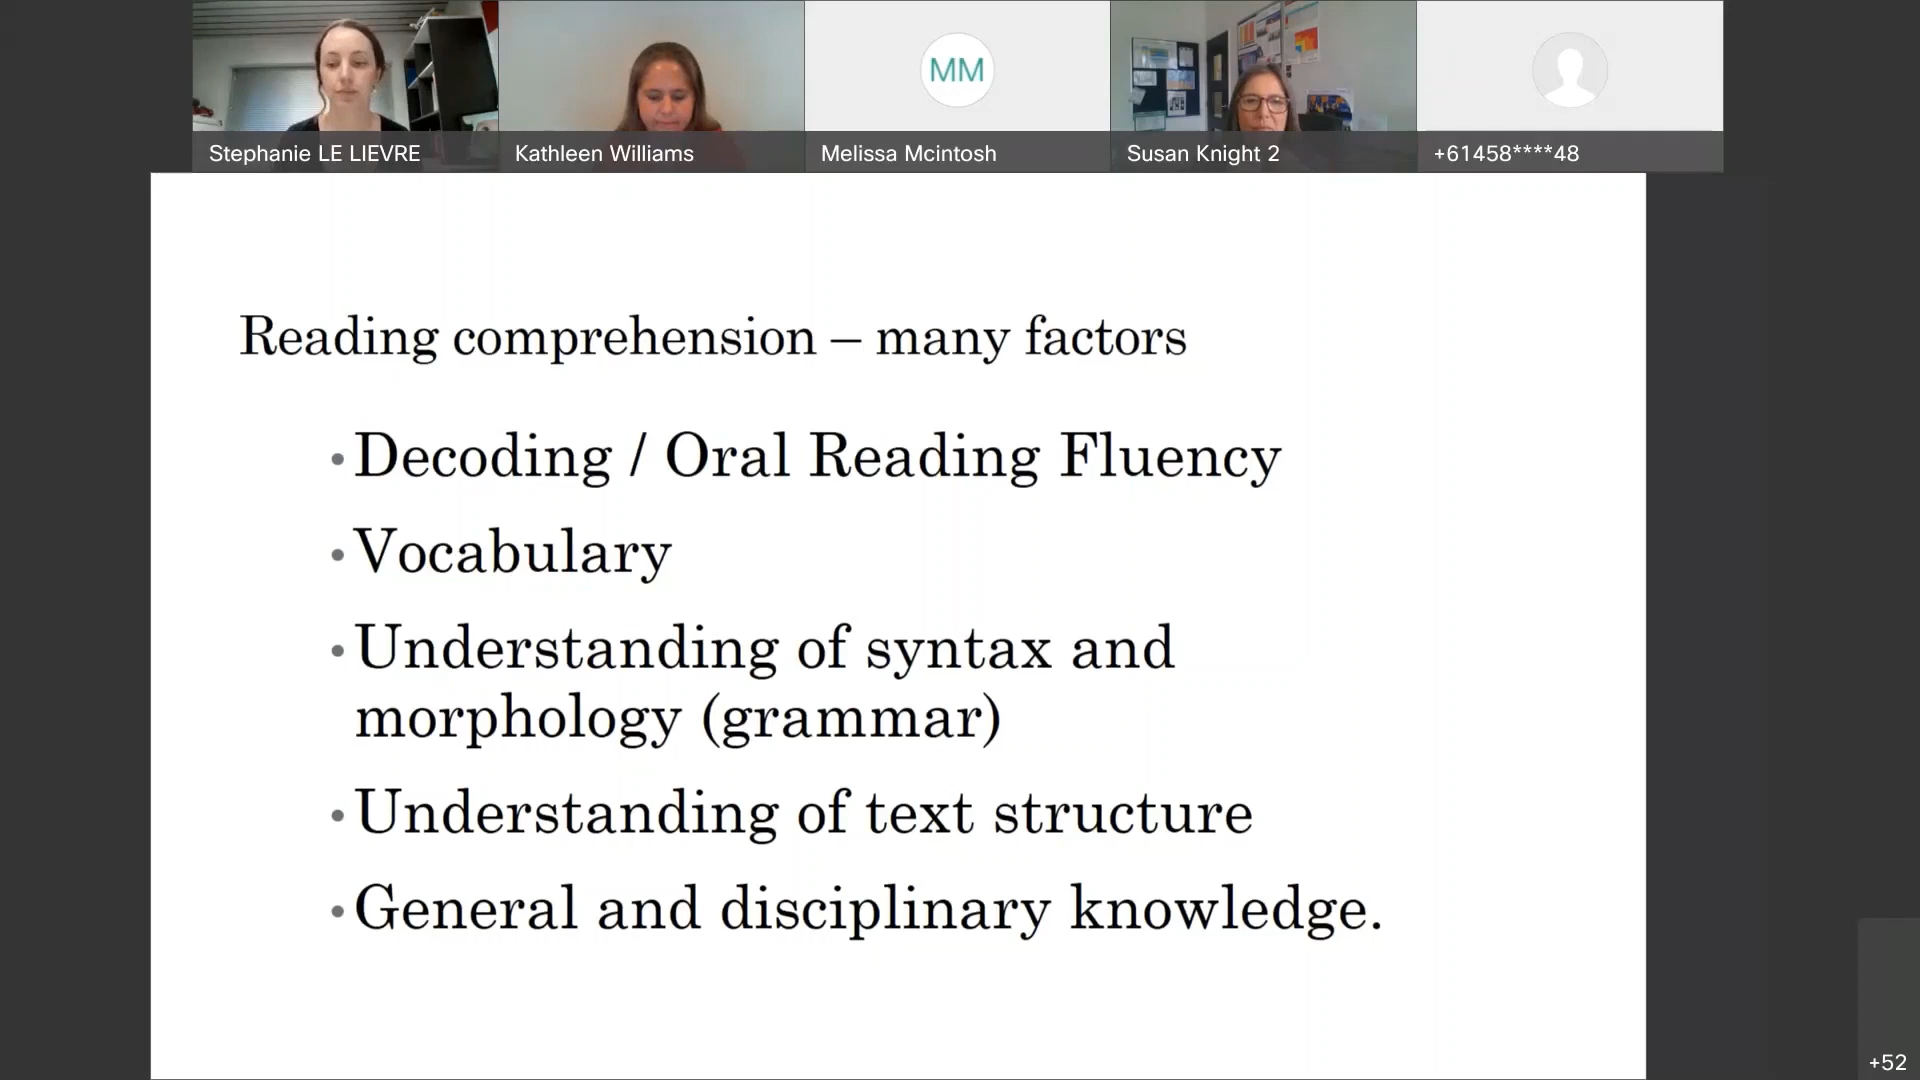 MM
Stephanie LE LIEVRE
Kathleen Williams
Melissa Mcintosh
Susan Knight 2
+61458****48
Reading comprehension – many factors
• Decoding / Oral Reading Fluency
• Vocabulary
• Understanding of syntax and
morphology (grammar)
• Understanding of text structure
• General and disciplinary knowledge.
+52